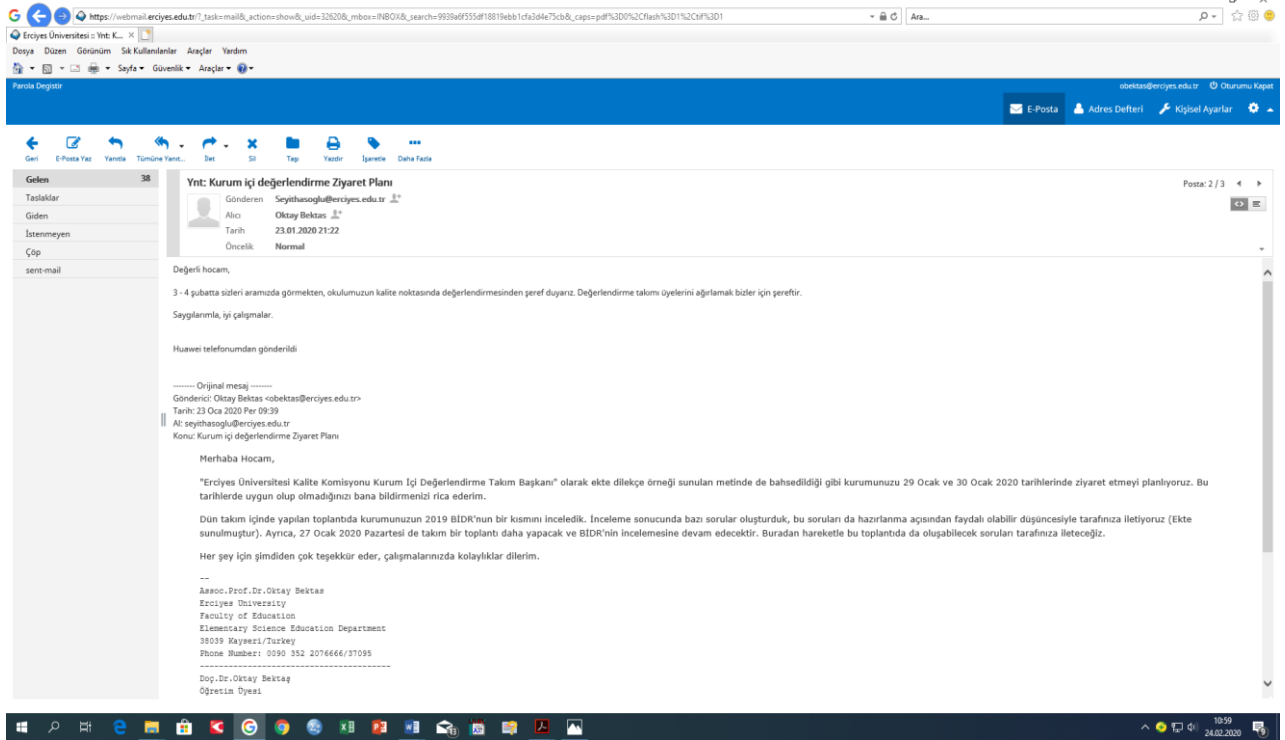 https://webmail.erciyes.edu.tr/?_task=mail&_action=show&_uid=32620&_mbox=INBOX&_search=9939a6f555df18819ebb1cfa3d4e75cb&_caps=pdf%3D0%2Cflash%3D1%2Ctif%3D1
Ara...
Erciyes Üniversitesi :: Ynt: K...
Dosya Düzen Görünüm Sık Kullanılanlar Araçlar Yardım
Sayfa Güvenlik Araçlar
Parola Degistir
obektas@erciyes.edu.tr Oturumu Kapat
E-Posta Adres Defteri Kişisel Ayarlar
Geri E-Posta Yaz Yanıtla Tümüne Yanıt... İlet Sil Taşı Yazdır İşaretle Daha Fazla
Gelen 38
Taslaklar
Giden
İstenmeyen
Çöp
sent-mail
Ynt: Kurum içi değerlendirme Ziyaret Planı
Posta: 2 / 3
Gönderen Seyithasoglu@erciyes.edu.tr
Alıcı Oktay Bektas
Tarih 23.01.2020 21:22
Öncelik Normal
Değerli hocam,
3 - 4 şubatta sizleri aramızda görmekten, okulumuzun kalite noktasında değerlendirmesinden şeref duyarız. Değerlendirme takımı üyelerini ağırlamak bizler için şereftir.
Saygılarımla, iyi çalışmalar.
Huawei telefonumdan gönderildi
-------- Orijinal mesaj --------
Gönderici: Oktay Bektas <obektas@erciyes.edu.tr>
Tarih: 23 Oca 2020 Per 09:39
Al: seyithasoglu@erciyes.edu.tr
Konu: Kurum içi değerlendirme Ziyaret Planı
Merhaba Hocam,
"Erciyes Üniversitesi Kalite Komisyonu Kurum İçi Değerlendirme Takım Başkanı" olarak ekte dilekçe örneği sunulan metinde de bahsedildiği gibi kurumunuzu 29 Ocak ve 30 Ocak 2020 tarihlerinde ziyaret etmeyi planlıyoruz. Bu
tarihlerde uygun olup olmadığınızı bana bildirmenizi rica ederim.
Dün takım içinde yapılan toplantıda kurumunuzun 2019 BİDR'nun bir kısmını inceledik. İnceleme sonucunda bazı sorular oluşturduk, bu soruları da hazırlanma açısından faydalı olabilir düşüncesiyle tarafınıza iletiyoruz (Ekte
sunulmuştur). Ayrıca, 27 Ocak 2020 Pazartesi de takım bir toplantı daha yapacak ve BİDR'nin incelemesine devam edecektir. Buradan hareketle bu toplantıda da oluşabilecek soruları tarafınıza ileteceğiz.
Her şey için şimdiden çok teşekkür eder, çalışmalarınızda kolaylıklar dilerim.
--
Assoc.Prof.Dr.Oktay Bektas
Erciyes University
Faculty of Education
Elementary Science Education Department
38039 Kayseri/Turkey
Phone Number: 0090 352 2076666/37095
----------------------------------------
Doç.Dr.Oktay Bektaş
Öğretim Üyesi
10:59
24.02.2020